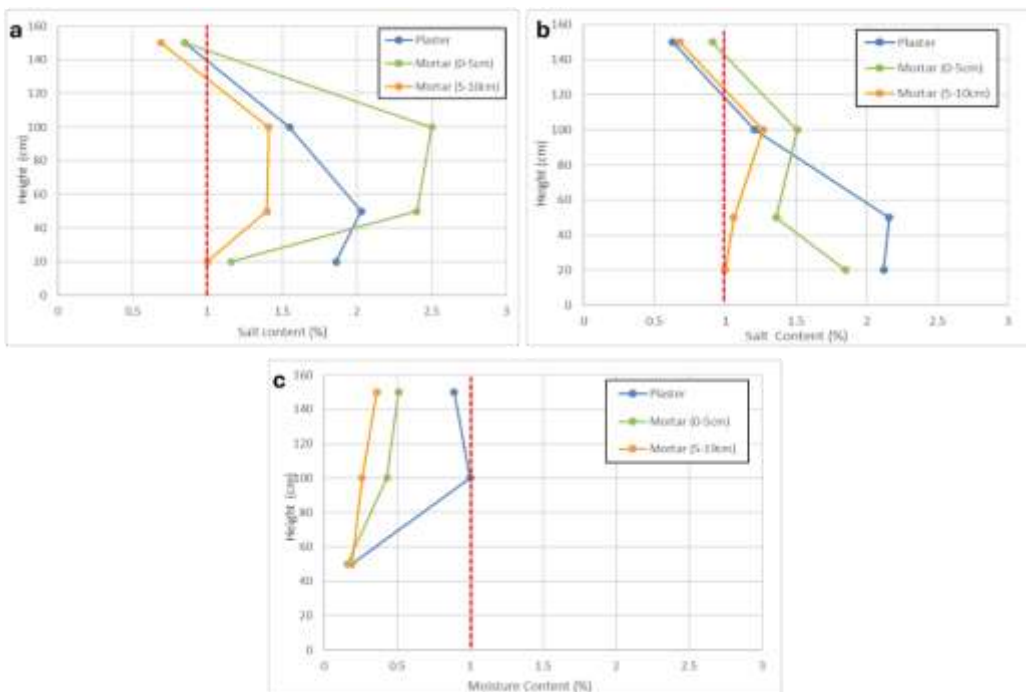 a
160
140
120
100
80
60
40
20
0
Height (cm)
0
0.5
1
1.5
2
2.5
3
Salt content (%)
Plaster
Mortar (0-5cm)
Mortar (5-10cm)
b
160
140
120
100
80
60
40
20
0
Height (cm)
0
0.5
1
1.5
2
2.5
3
Salt Content (%)
Plaster
Mortar (0-5cm)
Mortar (5-10cm)
c
160
140
120
100
80
60
40
20
0
Height (cm)
0
0.5
1
1.5
2
2.5
3
Moisture Content (%)
Plaster
Mortar (0-5cm)
Mortar (5-10cm)